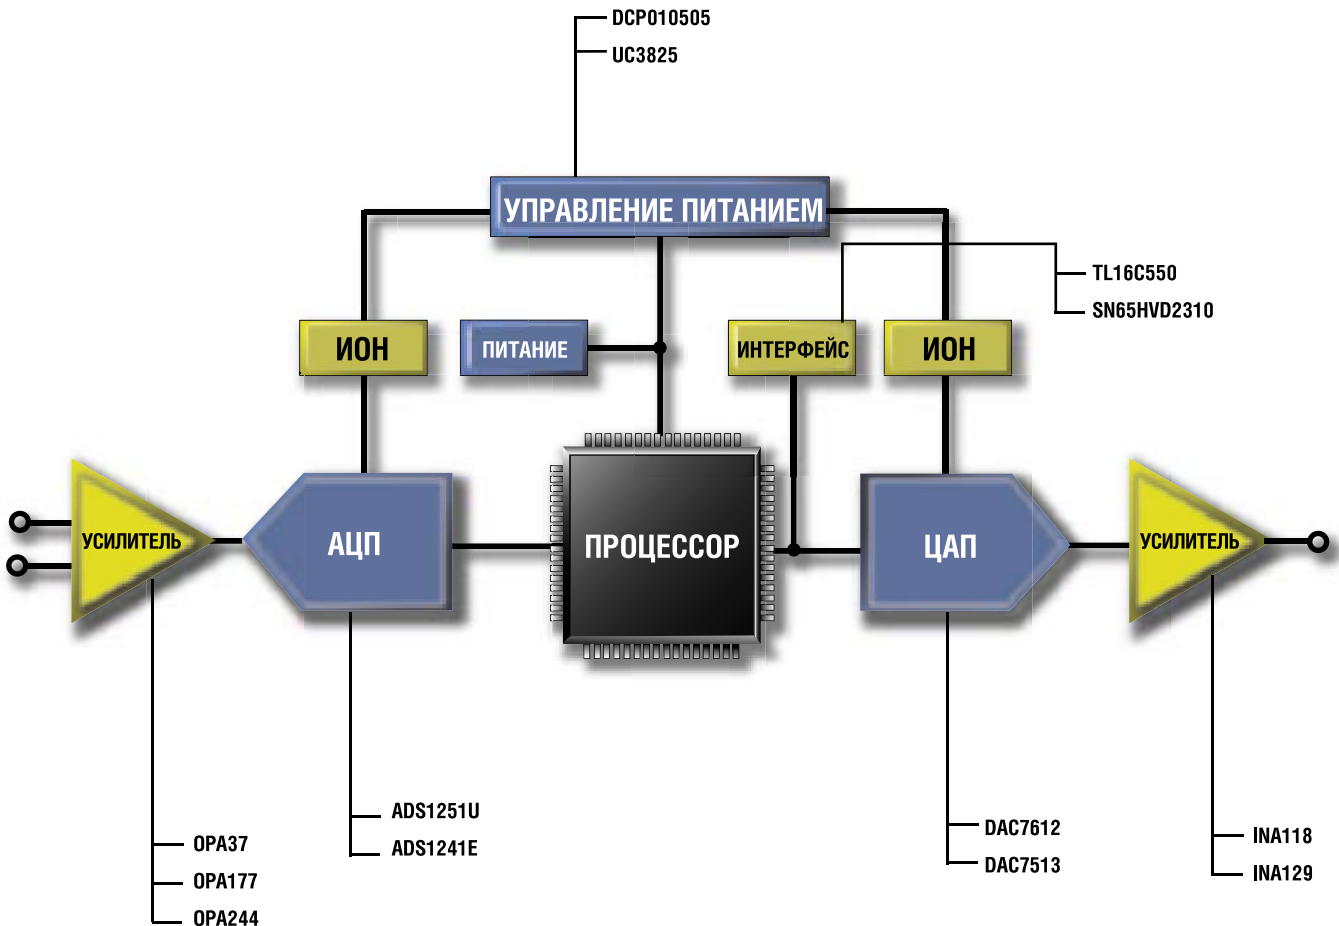 DCP010505
UC3825
УПРАВЛЕНИЕ ПИТАНИЕМ
TL16C550
SN65HVD2310
ИОН
ПИТАНИЕ
ИНТЕРФЕЙС
ИОН
УСИЛИТЕЛЬ
АЦП
ПРОЦЕССОР
ЦАП
УСИЛИТЕЛЬ
ADS1251U
ADS1241E
OPA37
OPA177
OPA244
DAC7612
DAC7513
INA118
INA129